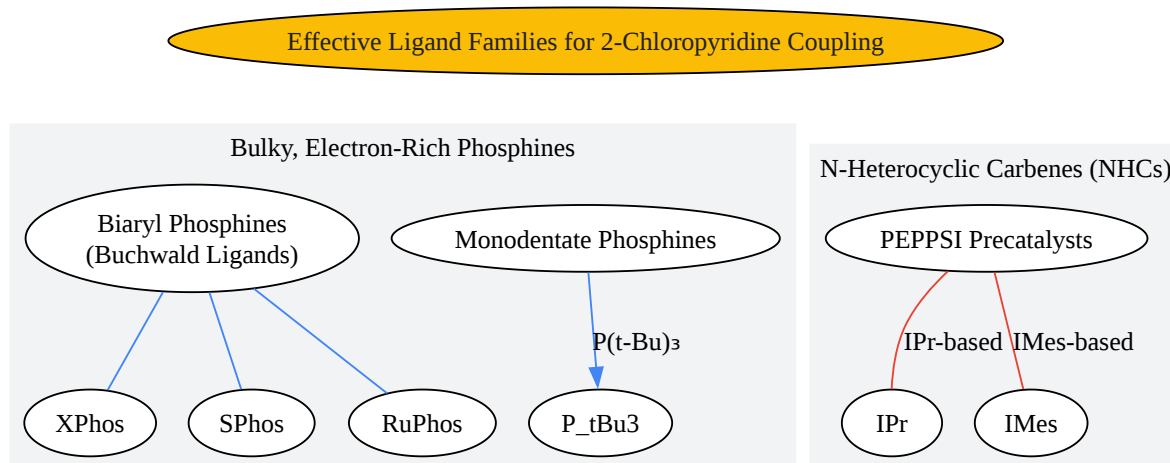 Effective Ligand Families for 2-Chloropyridine Coupling
Bulky, Electron-Rich Phosphines
Biaryl Phosphines
(Buchwald Ligands)
Monodentate Phosphines
P(t-Bu)₃
XPhos
SPhos
RuPhos
P_tBu3
N-Heterocyclic Carbenes (NHCs)
PEPPSI Precatalysts
IPr-based
IMes-based
IPr
IMes